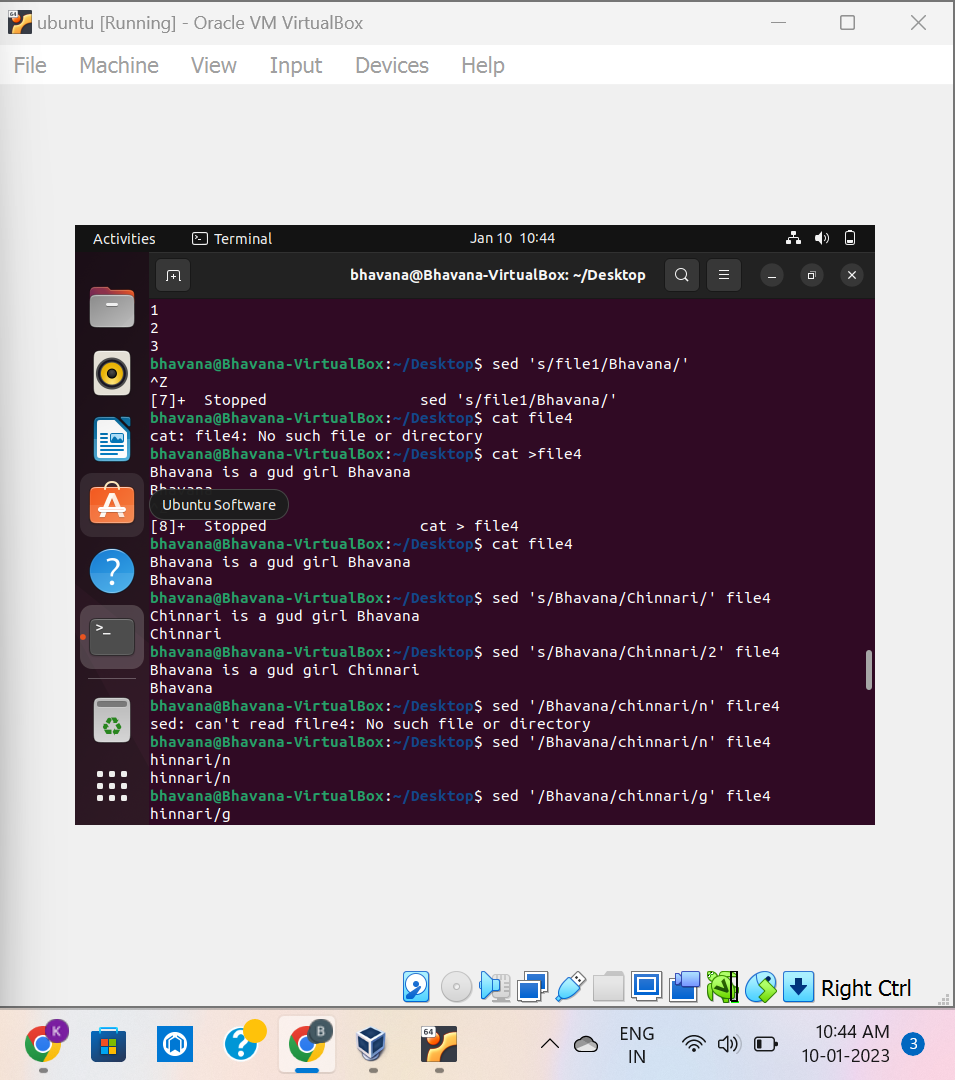 64
ubuntu [Running] - Oracle VM VirtualBox
File Machine View Input Devices Help
Activities Terminal Jan 10 10:44
bhavana@Bhavana-VirtualBox: ~/Desktop
1
2
3
bhavana@Bhavana-VirtualBox:~/Desktop$ sed 's/file1/Bhavana/'
^Z
[7]+ Stopped sed 's/file1/Bhavana/'
bhavana@Bhavana-VirtualBox:~/Desktop$ cat file4
cat: file4: No such file or directory
bhavana@Bhavana-VirtualBox:~/Desktop$ cat >file4
Bhavana is a gud girl Bhavana
Bhavana
Ubuntu Software
[8]+ Stopped cat > file4
bhavana@Bhavana-VirtualBox:~/Desktop$ cat file4
Bhavana is a gud girl Bhavana
Bhavana
bhavana@Bhavana-VirtualBox:~/Desktop$ sed 's/Bhavana/Chinnari/' file4
Chinnari is a gud girl Bhavana
Chinnari
bhavana@Bhavana-VirtualBox:~/Desktop$ sed 's/Bhavana/Chinnari/2' file4
Bhavana is a gud girl Chinnari
Bhavana
bhavana@Bhavana-VirtualBox:~/Desktop$ sed '/Bhavana/chinnari/n' filre4
sed: can't read filre4: No such file or directory
bhavana@Bhavana-VirtualBox:~/Desktop$ sed '/Bhavana/chinnari/n' file4
hinnari/n
hinnari/n
bhavana@Bhavana-VirtualBox:~/Desktop$ sed '/Bhavana/chinnari/g' file4
hinnari/g
Right Ctrl
K
B
64
ENG
IN
10:44 AM
10-01-2023
3